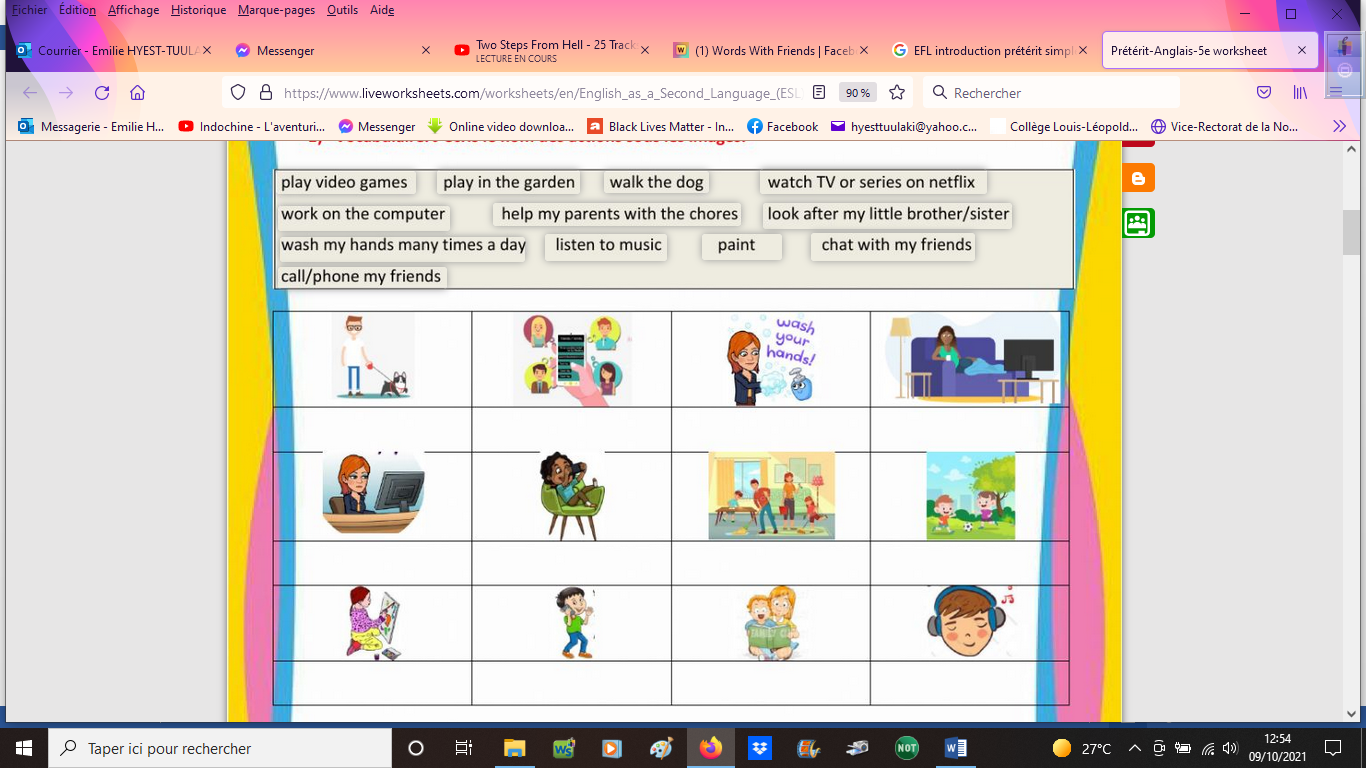 Fichier Édition Affichage Historique Marque-pages Outils Aide
Courrier - Emilie HYEST-TUULA
Messenger
Two Steps From Hell - 25 Track
LECTURE EN COURS
(1) Words With Friends | Faceb
EFL introduction prétérit simpl
Prétérit-Anglais-5e worksheet
https://www.liveworksheets.com/worksheets/en/English_as_a_Second_Language_(ESL
90 %
Rechercher
Messagerie - Emilie H...
Indochine - L'aventuri...
Messenger
Online video downloa...
Black Lives Matter - In...
Facebook
hyesttuulaki@yahoo.c...
Collège Louis-Léopold...
Vice-Rectorat de la No...
play video games
play in the garden
walk the dog
watch TV or series on netflix
work on the computer
help my parents with the chores
look after my little brother/sister
wash my hands many times a day
listen to music
paint
chat with my friends
call/phone my friends
wash
your
hands!
Taper ici pour rechercher
NOT
27°C
12:54
09/10/2021